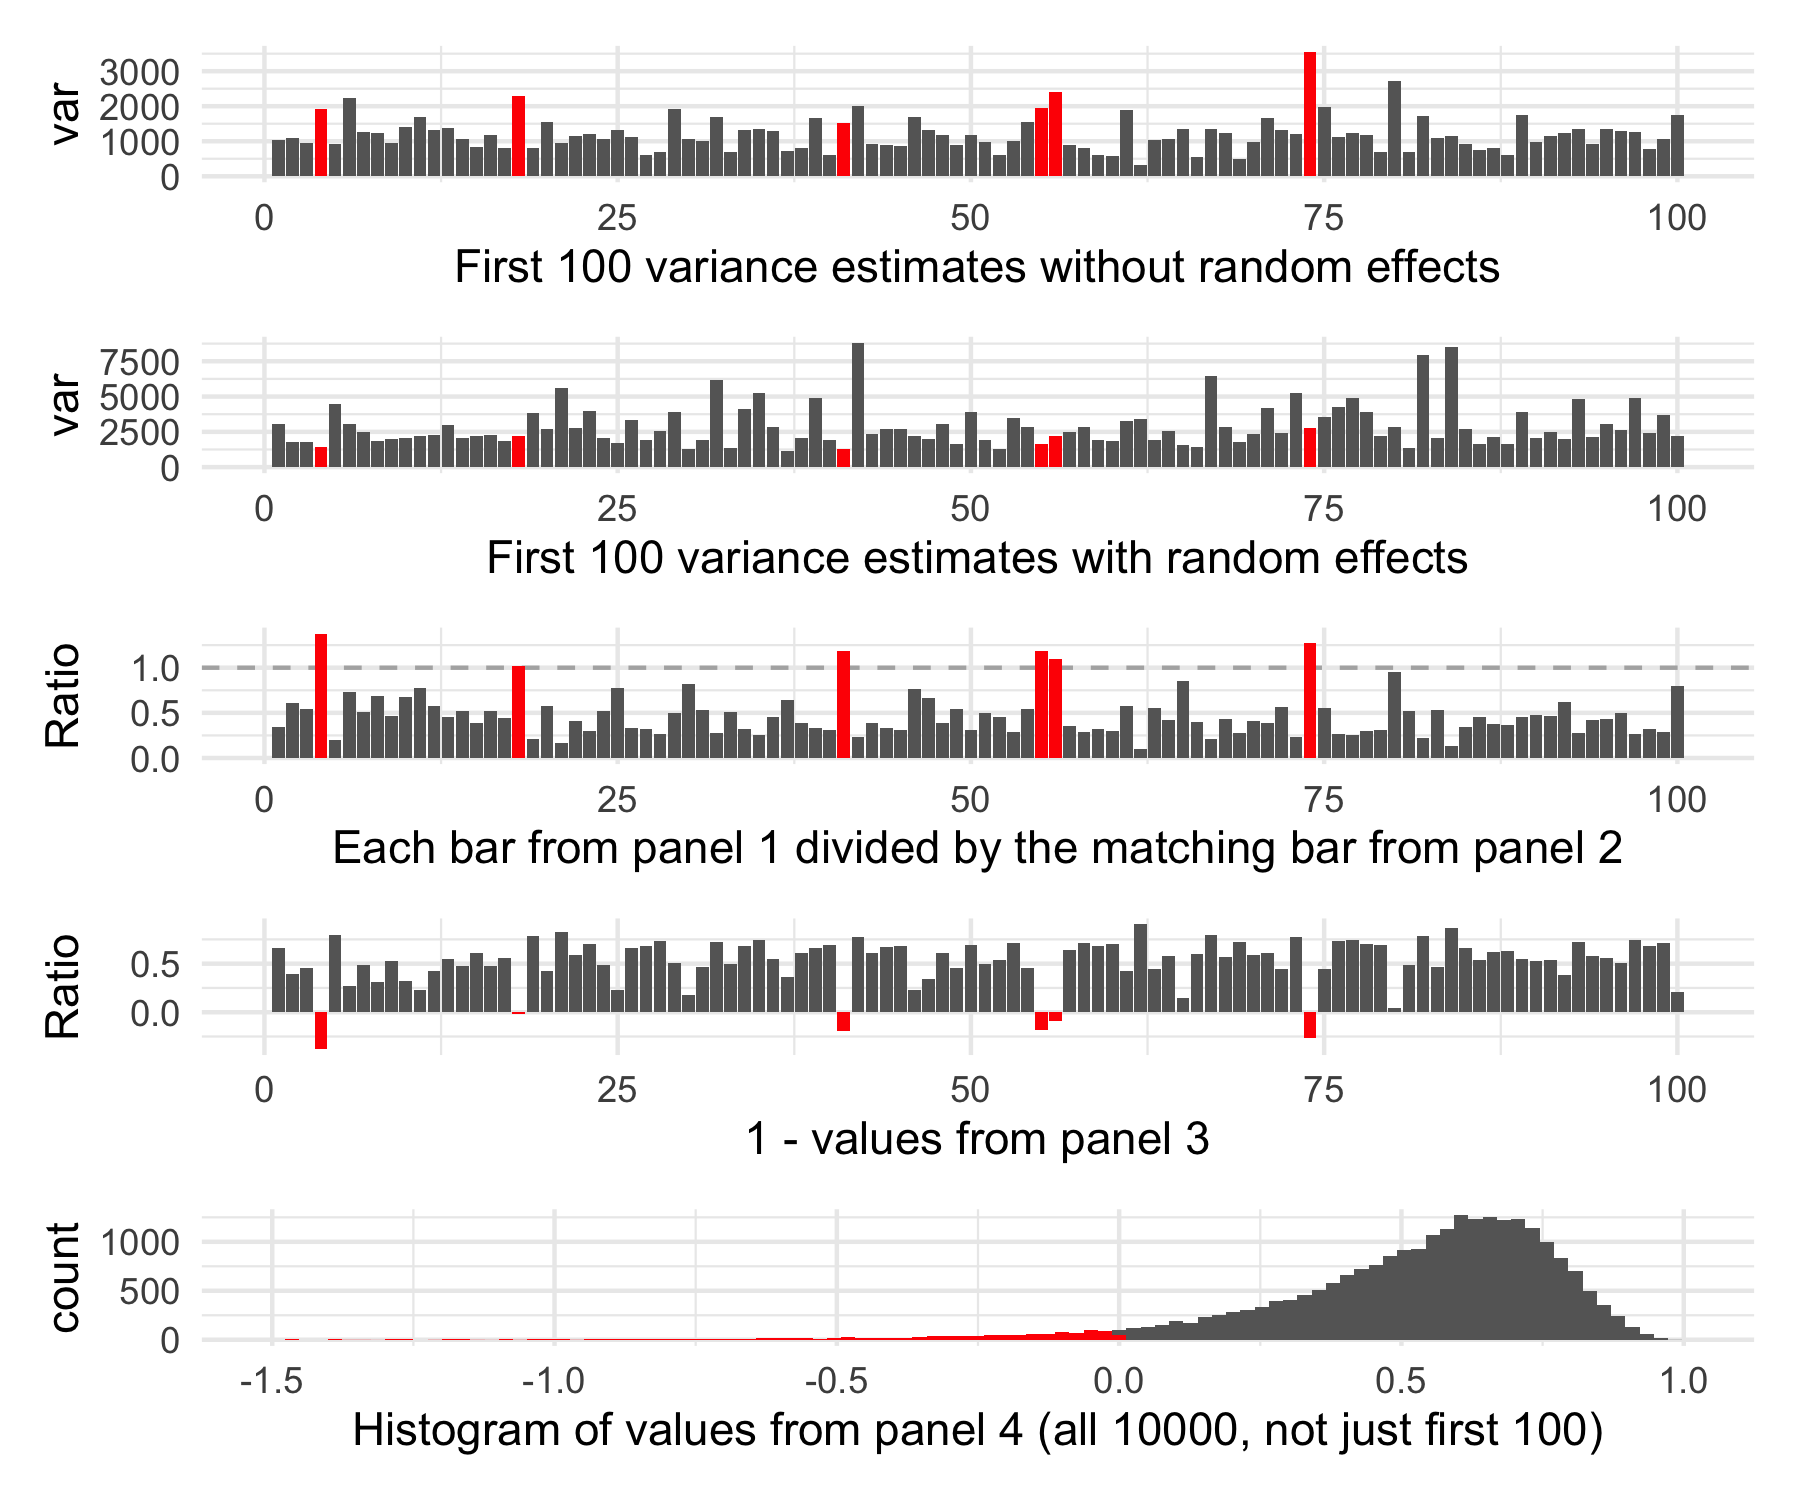 var
3000
2000
1000
0
0 25 50 75 100
First 100 variance estimates without random effects
var
7500
5000
2500
0
0 25 50 75 100
First 100 variance estimates with random effects
Ratio
1.0
0.5
0.0
0 25 50 75 100
Each bar from panel 1 divided by the matching bar from panel 2
Ratio
0.5
0.0
0 25 50 75 100
1 - values from panel 3
count
1000
500
0
-1.5 -1.0 -0.5 0.0 0.5 1.0
Histogram of values from panel 4 (all 10000, not just first 100)